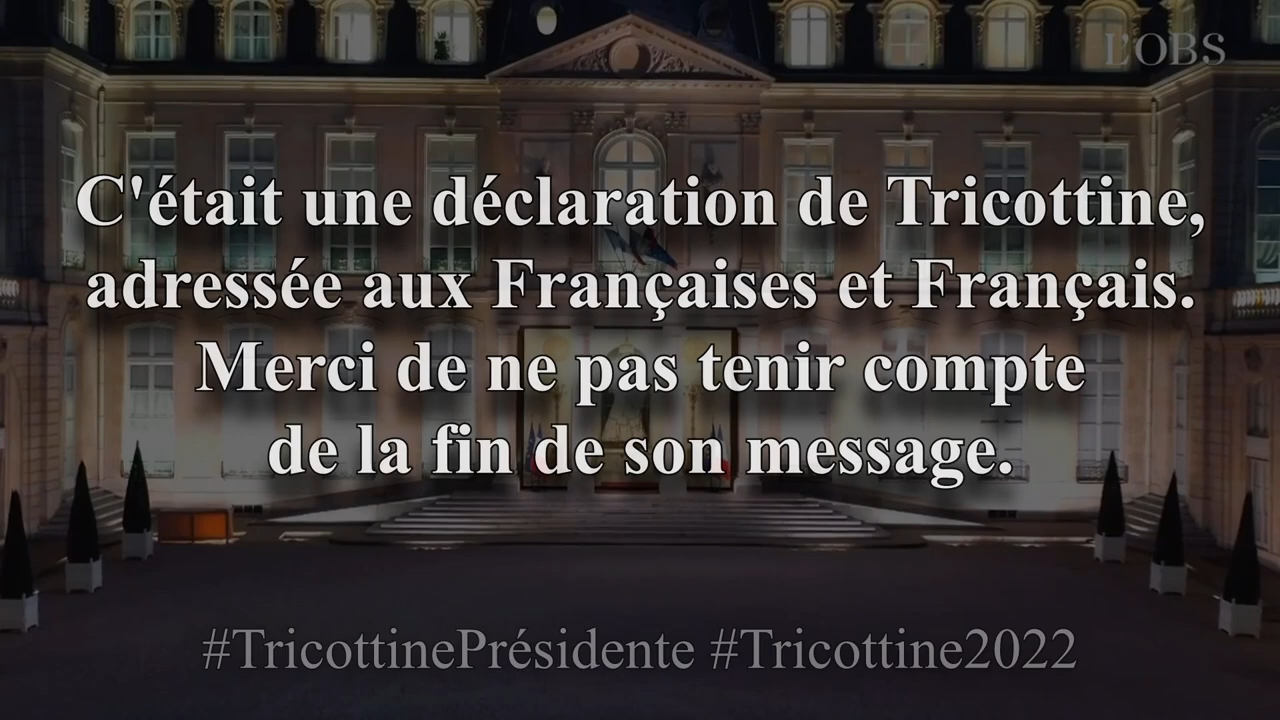 L'OBS
C'était une déclaration de Tricottine,
adressée aux Françaises et Français.
Merci de ne pas tenir compte
de la fin de son message.
#TricottinePrésidente #Tricottine2022